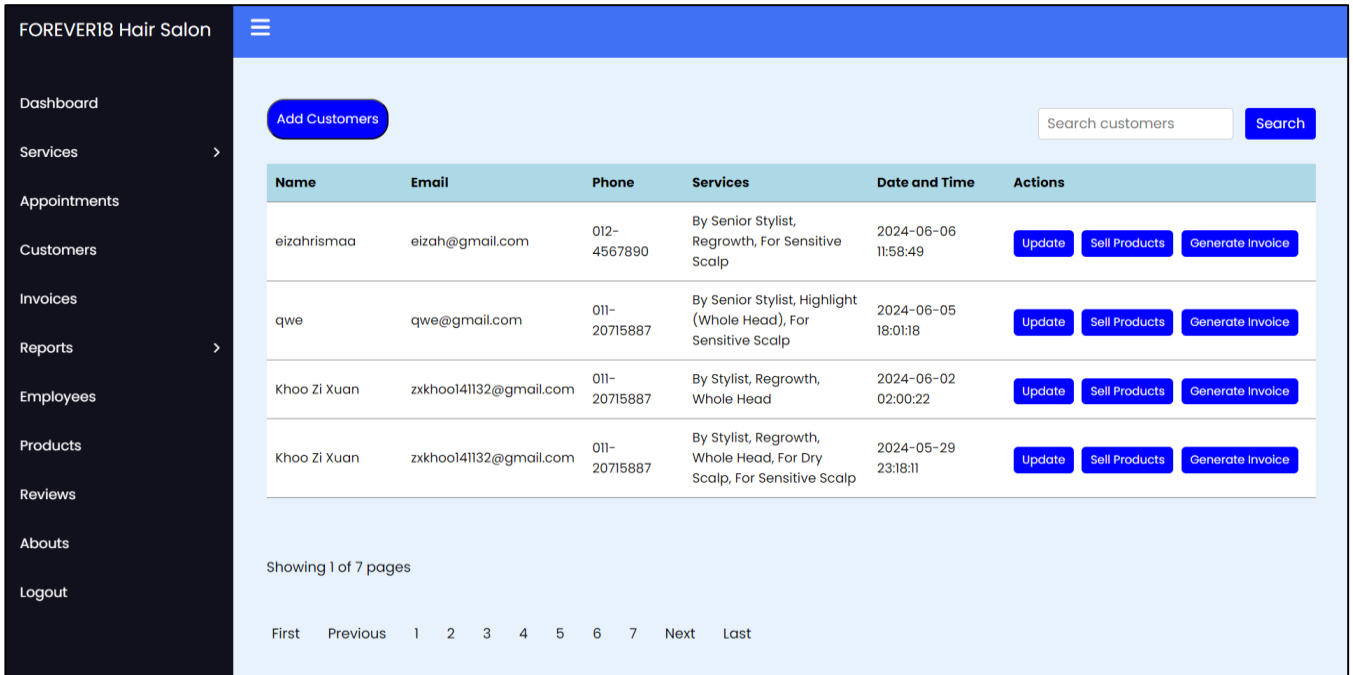 FOREVER18 Hair Salon
Dashboard
Services
Appointments
Customers
Invoices
Reports
Employees
Products
Reviews
Abouts
Logout
Add Customers
Search customers
Search
Name Email Phone Services Date and Time Actions
eizahrismaa eizah@gmail.com 012-
4567890 By Senior Stylist,
Regrowth, For Sensitive
Scalp 2024-06-06
11:58:49 Update Sell Products Generate Invoice
qwe qwe@gmail.com 011-
20715887 By Senior Stylist, Highlight
(Whole Head), For
Sensitive Scalp 2024-06-05
18:01:18 Update Sell Products Generate Invoice
Khoo Zi Xuan zxkhoo141132@gmail.com 011-
20715887 By Stylist, Regrowth,
Whole Head 2024-06-02
02:00:22 Update Sell Products Generate Invoice
Khoo Zi Xuan zxkhoo141132@gmail.com 011-
20715887 By Stylist, Regrowth,
Whole Head, For Dry
Scalp, For Sensitive Scalp 2024-05-29
23:18:11 Update Sell Products Generate Invoice
Showing 1 of 7 pages
First Previous 1 2 3 4 5 6 7 Next Last